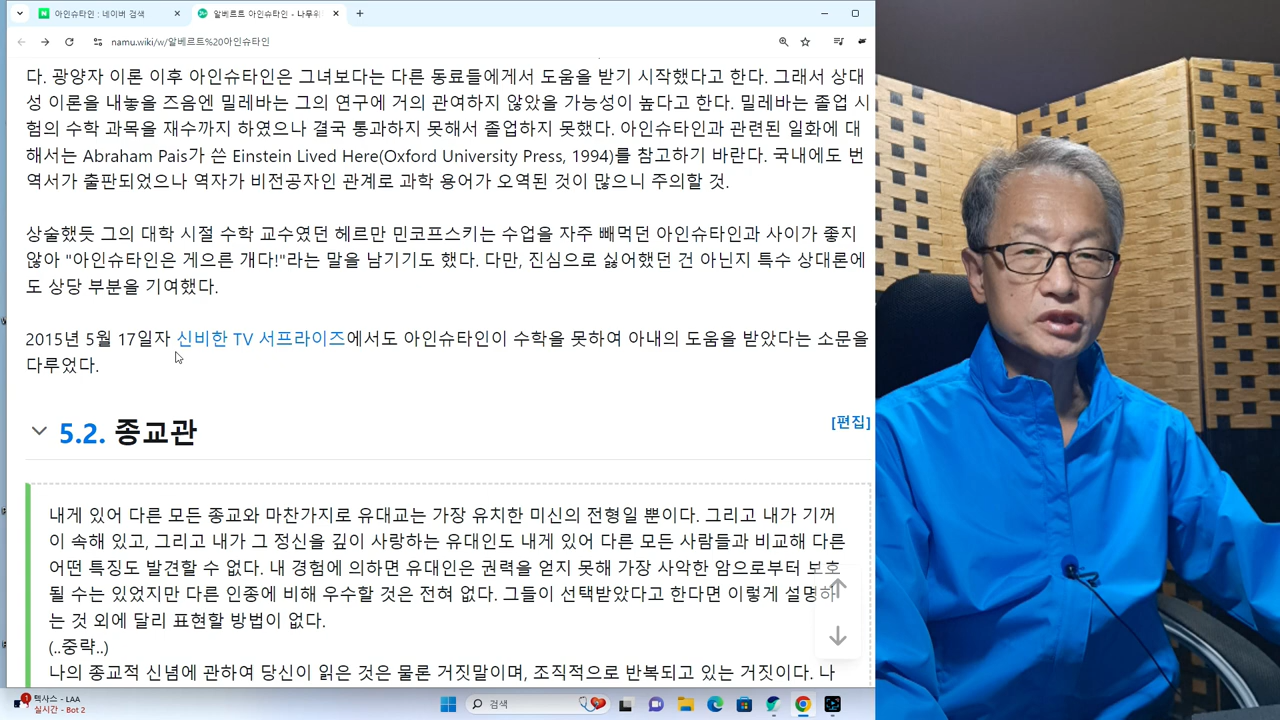 아인슈타인 : 네이버 검색
알베르트 아인슈타인 - 나무위
namu.wiki/w/알베르트%20아인슈타인
다. 광양자 이론 이후 아인슈타인은 그녀보다는 다른 동료들에게서 도움을 받기 시작했다고 한다. 그래서 상대
성 이론을 내놓을 즈음엔 밀레바는 그의 연구에 거의 관여하지 않았을 가능성이 높다고 한다. 밀레바는 졸업 시
험의 수학 과목을 재수까지 하였으나 결국 통과하지 못해서 졸업하지 못했다. 아인슈타인과 관련된 일화에 대
해서는 Abraham Pais가 쓴 Einstein Lived Here(Oxford University Press, 1994)를 참고하기 바란다. 국내에도 번
역서가 출판되었으나 역자가 비전공자인 관계로 과학 용어가 오역된 것이 많으니 주의할 것.
상술했듯 그의 대학 시절 수학 교수였던 헤르만 민코프스키는 수업을 자주 빼먹던 아인슈타인과 사이가 좋지
않아 "아인슈타인은 게으른 개다!"라는 말을 남기기도 했다. 다만, 진심으로 싫어했던 건 아닌지 특수 상대론에
도 상당 부분을 기여했다.
2015년 5월 17일자 신비한 TV 서프라이즈에서도 아인슈타인이 수학을 못하여 아내의 도움을 받았다는 소문을
다루었다.
5.2. 종교관
[편집]
내게 있어 다른 모든 종교와 마찬가지로 유대교는 가장 유치한 미신의 전형일 뿐이다. 그리고 내가 기꺼
이 속해 있고, 그리고 내가 그 정신을 깊이 사랑하는 유대인도 내게 있어 다른 모든 사람들과 비교해 다른
어떤 특징도 발견할 수 없다. 내 경험에 의하면 유대인은 권력을 얻지 못해 가장 사악한 암으로부터 보호
될 수는 있었지만 다른 인종에 비해 우수할 것은 전혀 없다. 그들이 선택받았다고 한다면 이렇게 설명하
는 것 외에 달리 표현할 방법이 없다.
(..중략..)
나의 종교적 신념에 관하여 당신이 읽은 것은 물론 거짓말이며, 조직적으로 반복되고 있는 거짓이다. 나
1
텍사스 - LAA
실시간 - Bot 2
검색